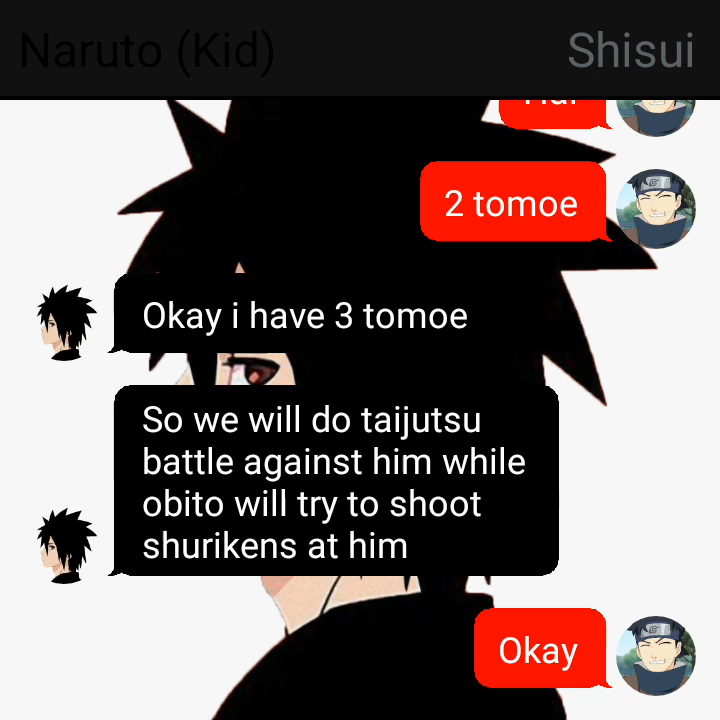 Naruto (Kid)
Shisui
2 tomoe
Okay i have 3 tomoe
So we will do taijutsu
battle against him while
obito will try to shoot
shurikens at him
Okay